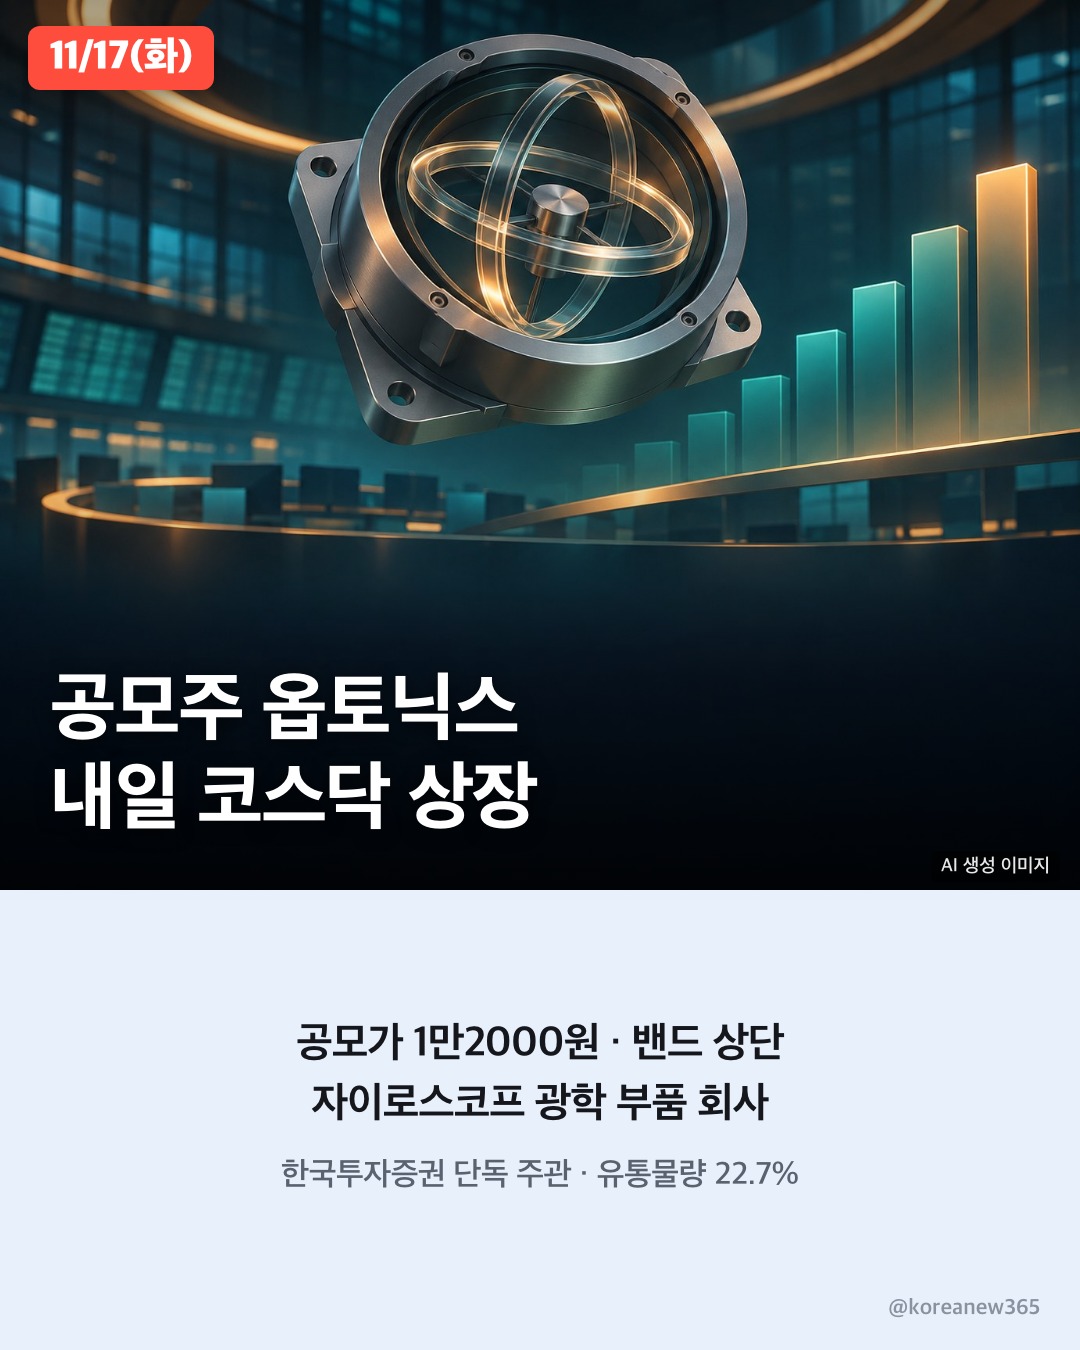 11/17(화)
공모주 옵토닉스
내일 코스닥 상장
AI 생성 이미지
공모가 1만2000원 · 밴드 상단
자이로스코프 광학 부품 회사
한국투자증권 단독 주관 · 유통물량 22.7%
@koreanew365